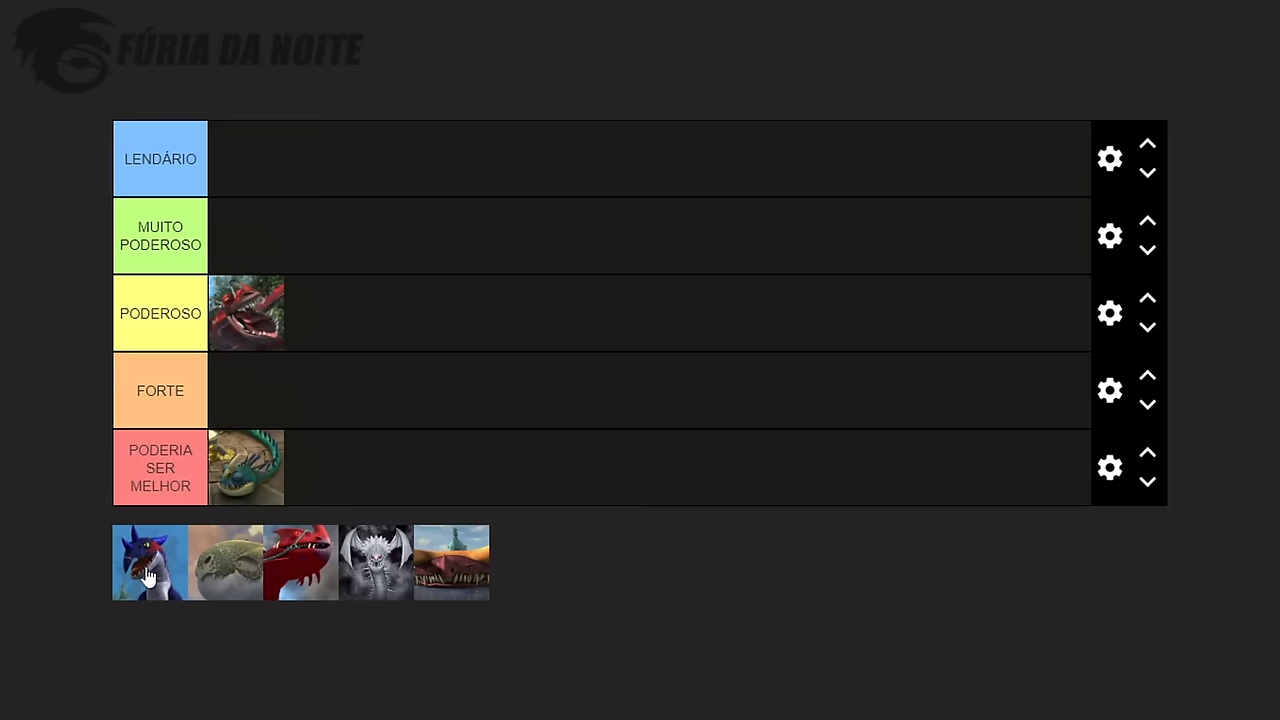 FÚRIA DA NOITE
LENDÁRIO
MUITO
PODEROSO
PODEROSO
FORTE
PODERIA
SER
MELHOR